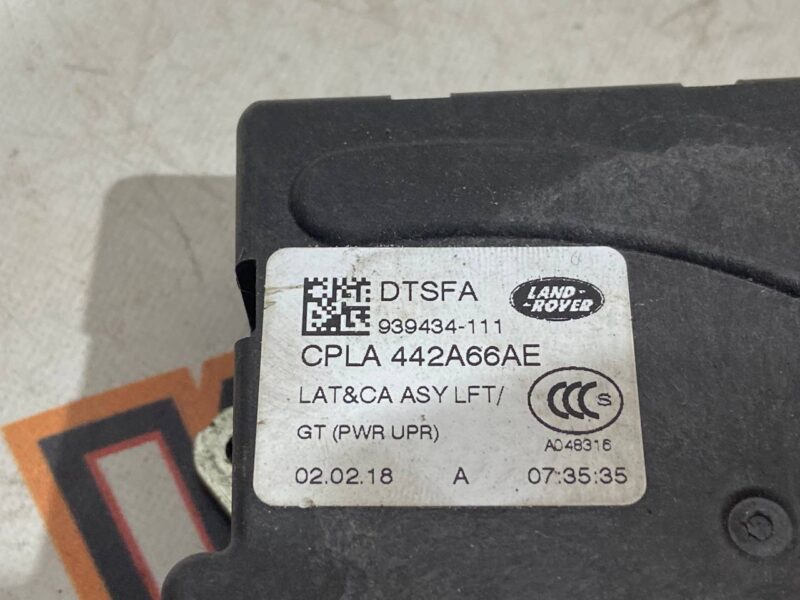 DTSFA
LAND-
-ROVER
939434-111
CPLA 442A66AE
LAT&CA ASY LFT/
GT (PWR UPR)
CCC S
A048316
02.02.18 A 07:35:35